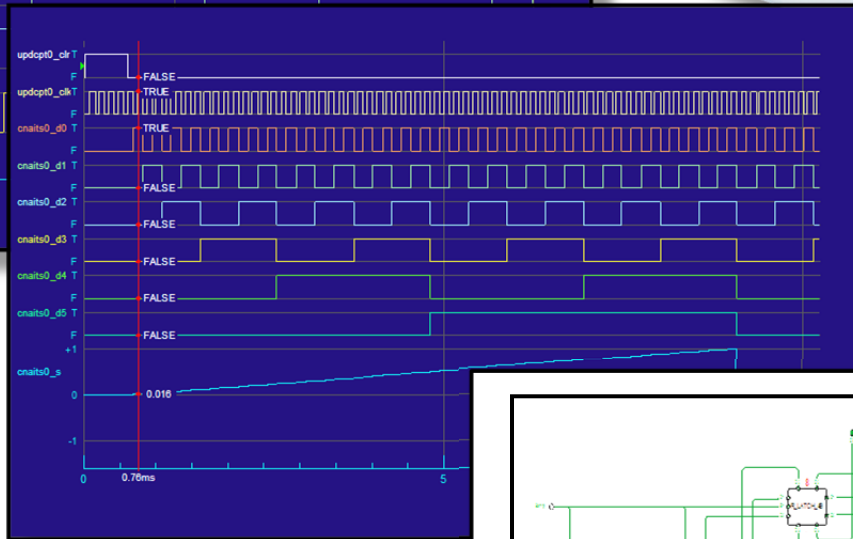 updcpt0_clr T
F
FALSE
updcpt0_clk T
TRUE
F
cnaits0_d0 T
TRUE
F
cnaits0_d1 T
F
FALSE
cnaits0_d2 T
F
FALSE
cnaits0_d3 T
F
FALSE
cnaits0_d4 T
F
FALSE
cnaits0_d5 T
F
FALSE
+1
cnaits0_s
0
0.016
-1
0
0.76ms
5